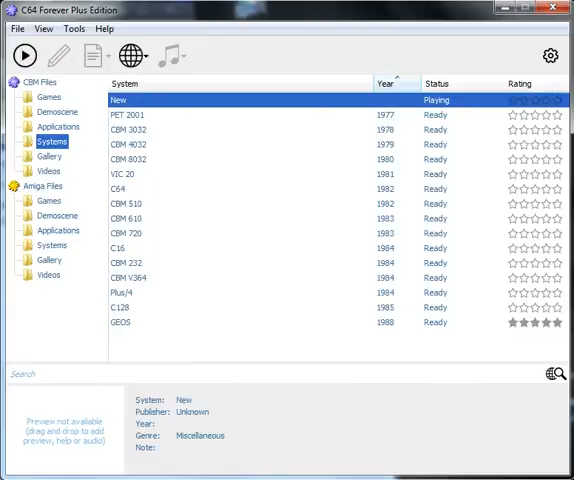 C64 Forever Plus Edition
File View Tools Help
CBM Files
Games
Demoscene
Applications
Systems
Gallery
Videos
Amiga Files
Games
Demoscene
Applications
Systems
Gallery
Videos
System Year Status Rating
New Playing
PET 2001 1977 Ready
CBM 3032 1978 Ready
CBM 4032 1979 Ready
CBM 8032 1980 Ready
VIC 20 1981 Ready
C64 1982 Ready
CBM 510 1982 Ready
CBM 610 1983 Ready
CBM 720 1983 Ready
C16 1984 Ready
CBM 232 1984 Ready
CBM V364 1984 Ready
Plus/4 1984 Ready
C128 1985 Ready
GEOS 1988 Ready
Search
Preview not available
(drag and drop to add
preview, help or audio)
System: New
Publisher: Unknown
Year:
Genre: Miscellaneous
Note: